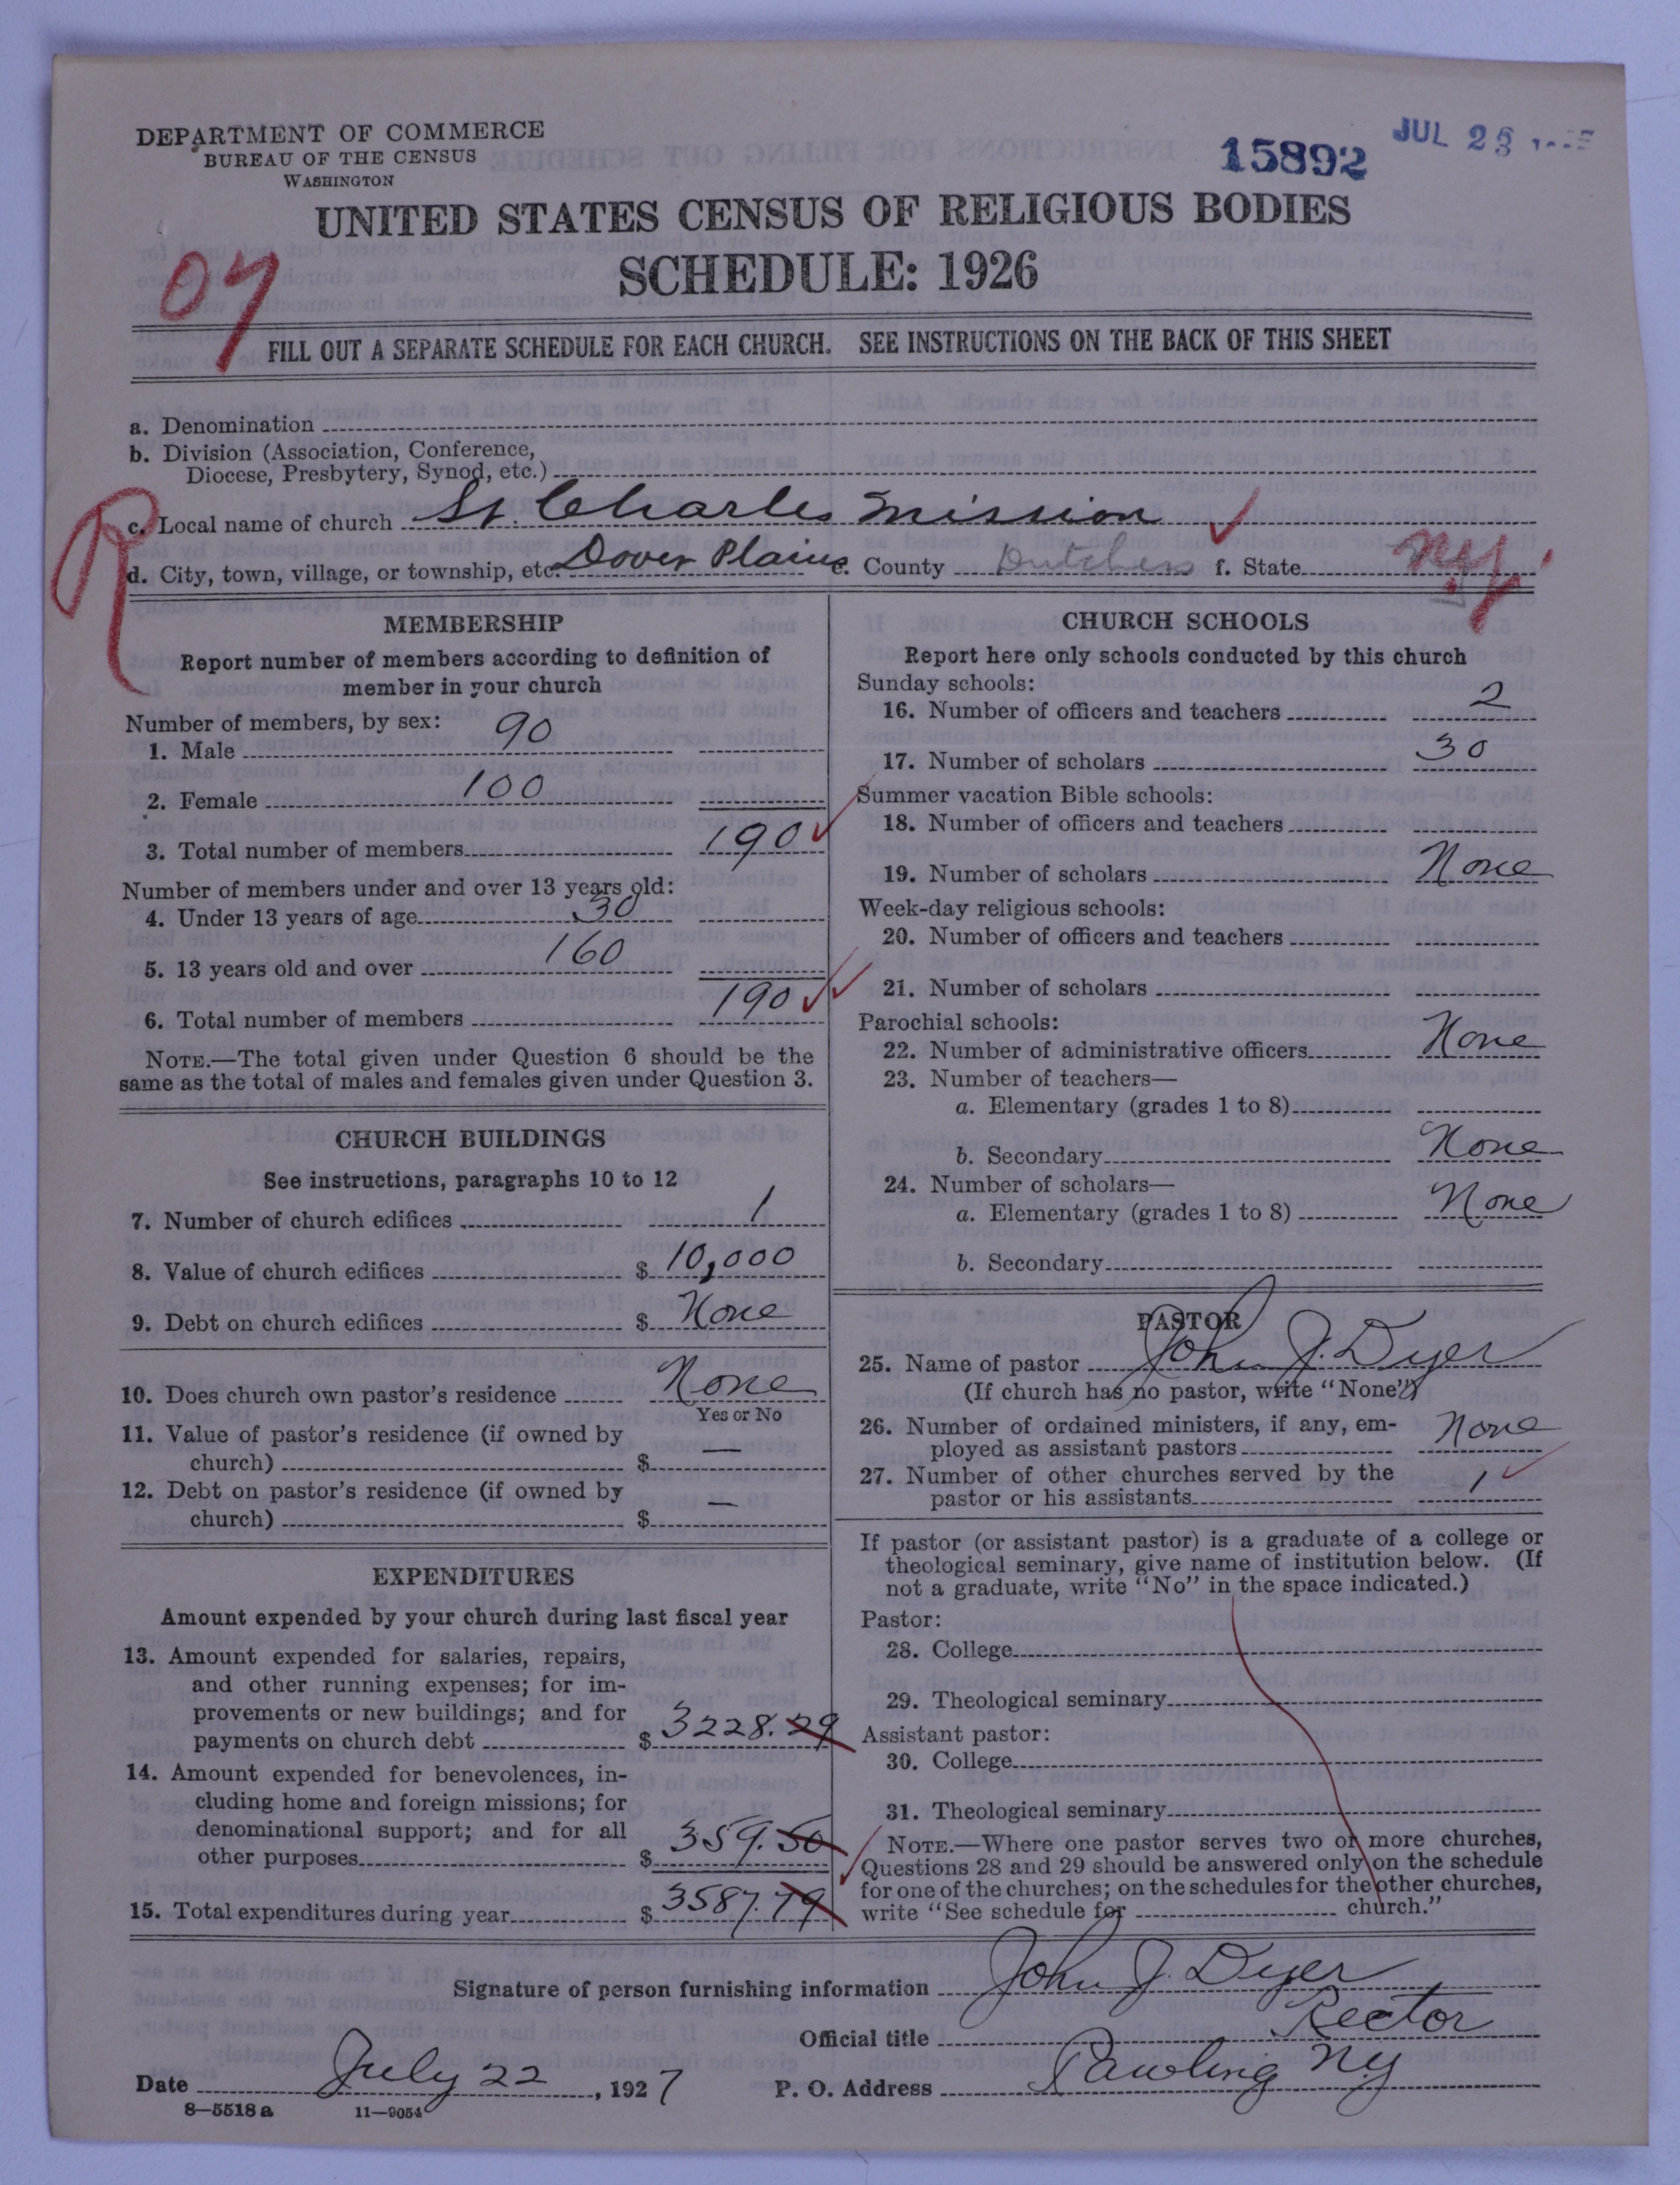 DEPARTMENT OF COMMERCE
BUREAU OF THE CENSUS
WASHINGTON
15892
JUL 2
UNITED STATES CENSUS OF RELIGIOUS BODIES
SCHEDULE: 1926
FILL OUT A SEPARATE SCHEDULE FOR EACH CHURCH. SEE INSTRUCTIONS ON THE BACK OF THIS SHEET
a. Denomination
b. Division (Association, Conference,
Diocese, Presbytery, Synod, etc.)
R
c. Local name of church St. Charles Mission
d. City, town, village, or township, etc. Dover Plains e. County Dutchess f. State N.Y.
MEMBERSHIP
Report number of members according to definition of
member in your church
Number of members, by sex:
1. Male 90
2. Female 100
3. Total number of members 190
Number of members under and over 13 years old:
4. Under 13 years of age 30
5. 13 years old and over 160
6. Total number of members 190
NOTE.—The total given under Question 6 should be the
same as the total of males and females given under Question 3.
CHURCH BUILDINGS
See instructions, paragraphs 10 to 12
7. Number of church edifices 1
8. Value of church edifices $ 10,000
9. Debt on church edifices $ None
10. Does church own pastor's residence None
Yes or No
11. Value of pastor's residence (if owned by
church) $ —
12. Debt on pastor's residence (if owned by
church) $ —
EXPENDITURES
Amount expended by your church during last fiscal year
13. Amount expended for salaries, repairs,
and other running expenses; for im-
provements or new buildings; and for
payments on church debt $ 3228.29
14. Amount expended for benevolences, in-
cluding home and foreign missions; for
denominational support; and for all
other purposes $ 359.50
15. Total expenditures during year $ 3587.79
CHURCH SCHOOLS
Report here only schools conducted by this church
Sunday schools:
16. Number of officers and teachers 2
17. Number of scholars 30
Summer vacation Bible schools:
18. Number of officers and teachers
19. Number of scholars None
Week-day religious schools:
20. Number of officers and teachers
21. Number of scholars
Parochial schools:
22. Number of administrative officers None
23. Number of teachers—
a. Elementary (grades 1 to 8)
b. Secondary None
24. Number of scholars—
a. Elementary (grades 1 to 8) None
b. Secondary
PASTOR
25. Name of pastor John J. Dyer
(If church has no pastor, write "None")
26. Number of ordained ministers, if any, em-
ployed as assistant pastors None
27. Number of other churches served by the
pastor or his assistants 1
If pastor (or assistant pastor) is a graduate of a college or
theological seminary, give name of institution below. (If
not a graduate, write "No" in the space indicated.)
Pastor:
28. College
29. Theological seminary
Assistant pastor:
30. College
31. Theological seminary
NOTE.—Where one pastor serves two or more churches,
Questions 28 and 29 should be answered only on the schedule
for one of the churches; on the schedules for the other churches,
write "See schedule for church."
Signature of person furnishing information John J. Dyer
Official title Rector
Date July 22, 1927 P. O. Address Pawling N.Y
8—5518 a 11—9054